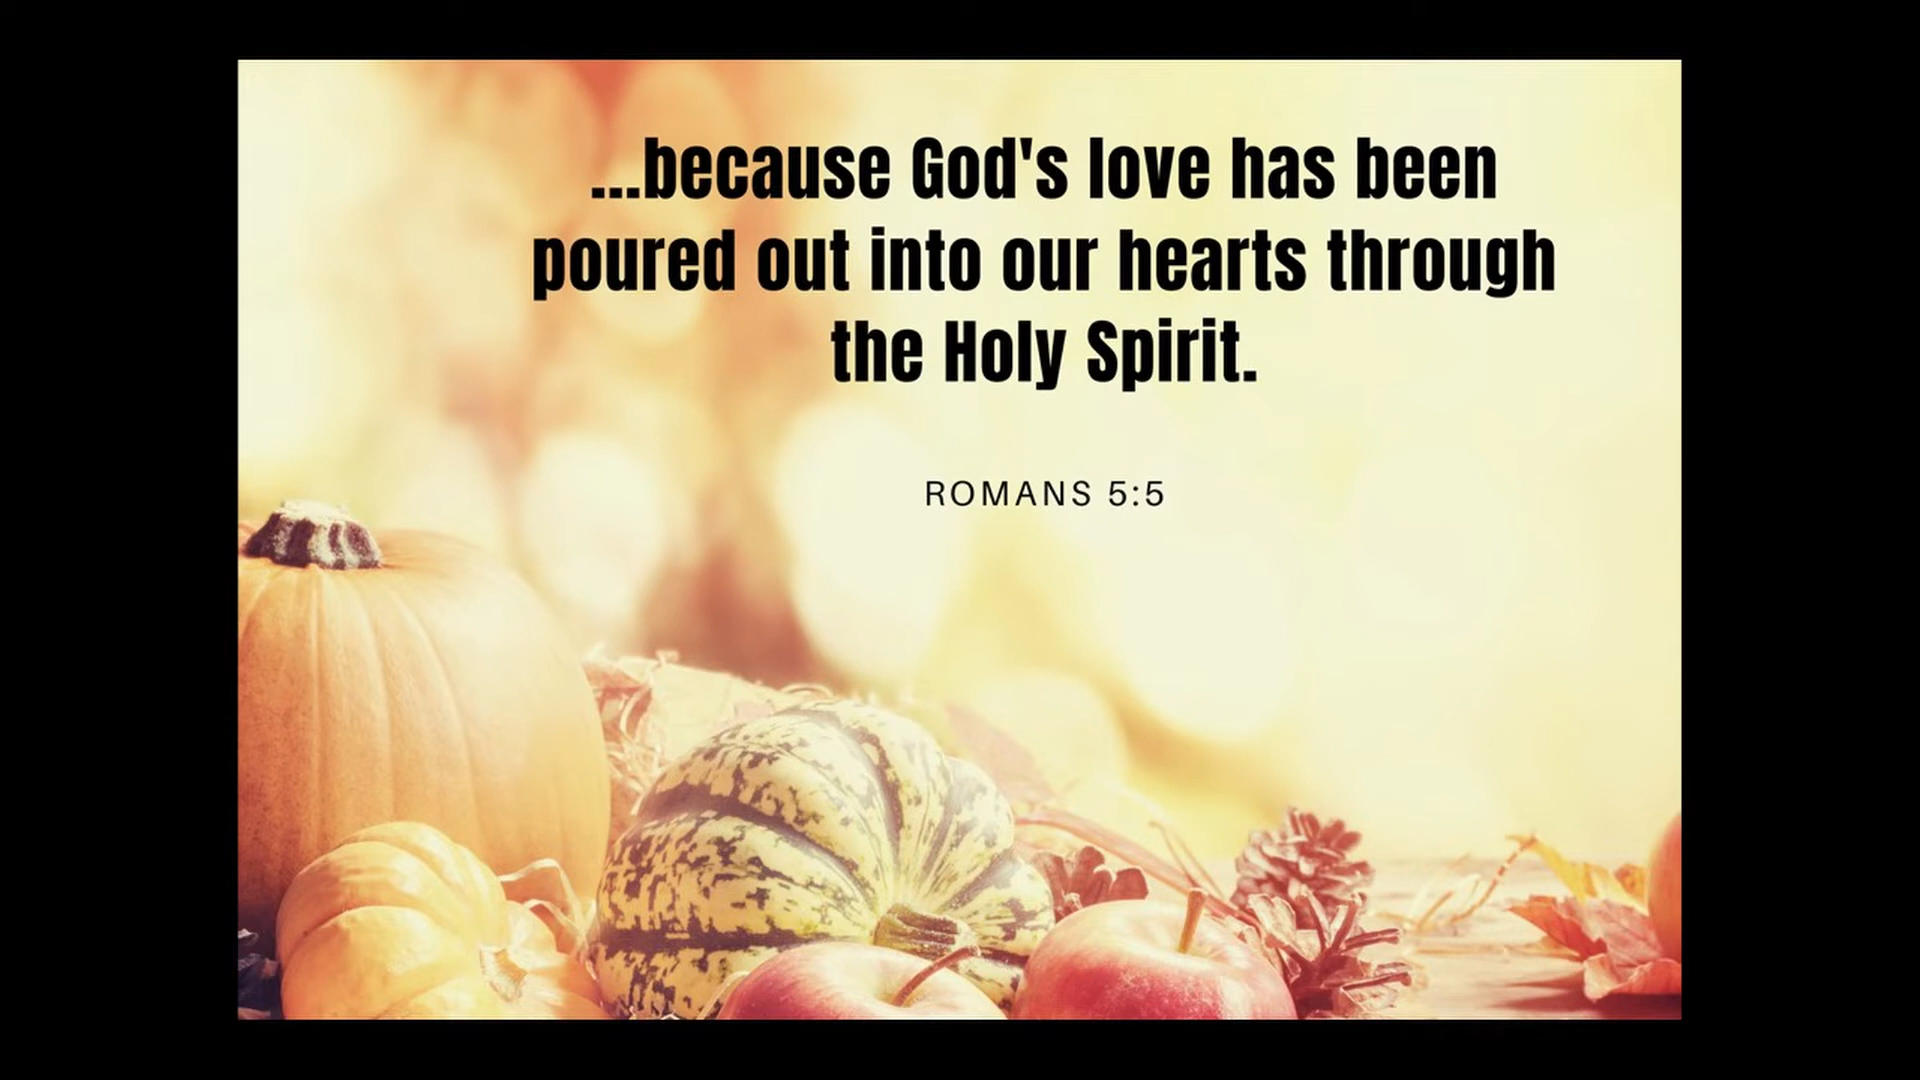 ...because God's love has been
poured out into our hearts through
the Holy Spirit.
ROMANS 5:5